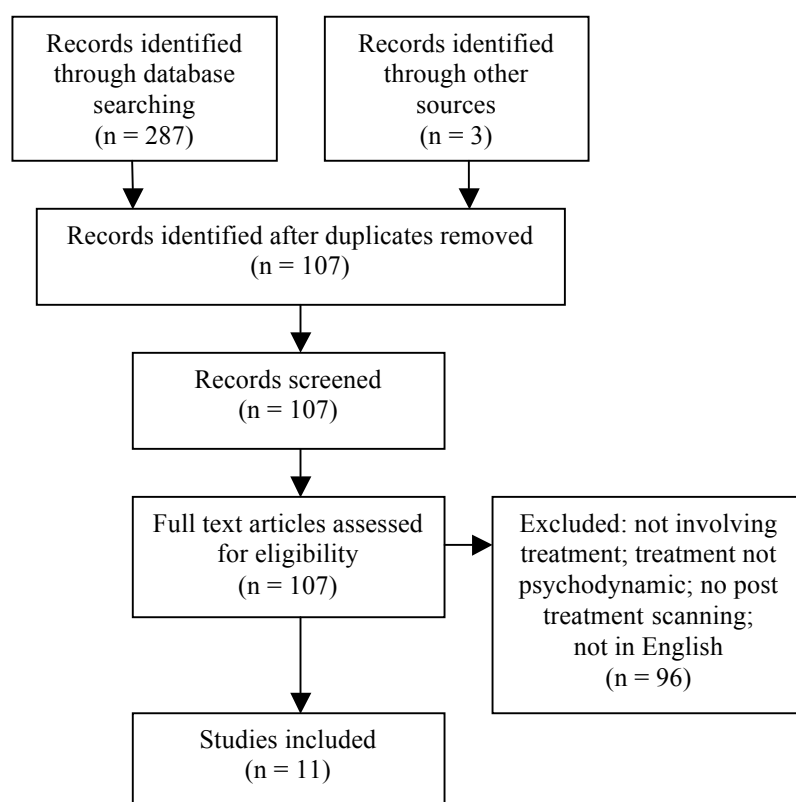 Records identified
through database
searching
(n = 287)
Records identified
through other
sources
(n = 3)
Records identified after duplicates removed
(n = 107)
Records screened
(n = 107)
Full text articles assessed
for eligibility
(n = 107)
Excluded: not involving
treatment; treatment not
psychodynamic; no post
treatment scanning;
not in English
(n = 96)
Studies included
(n = 11)